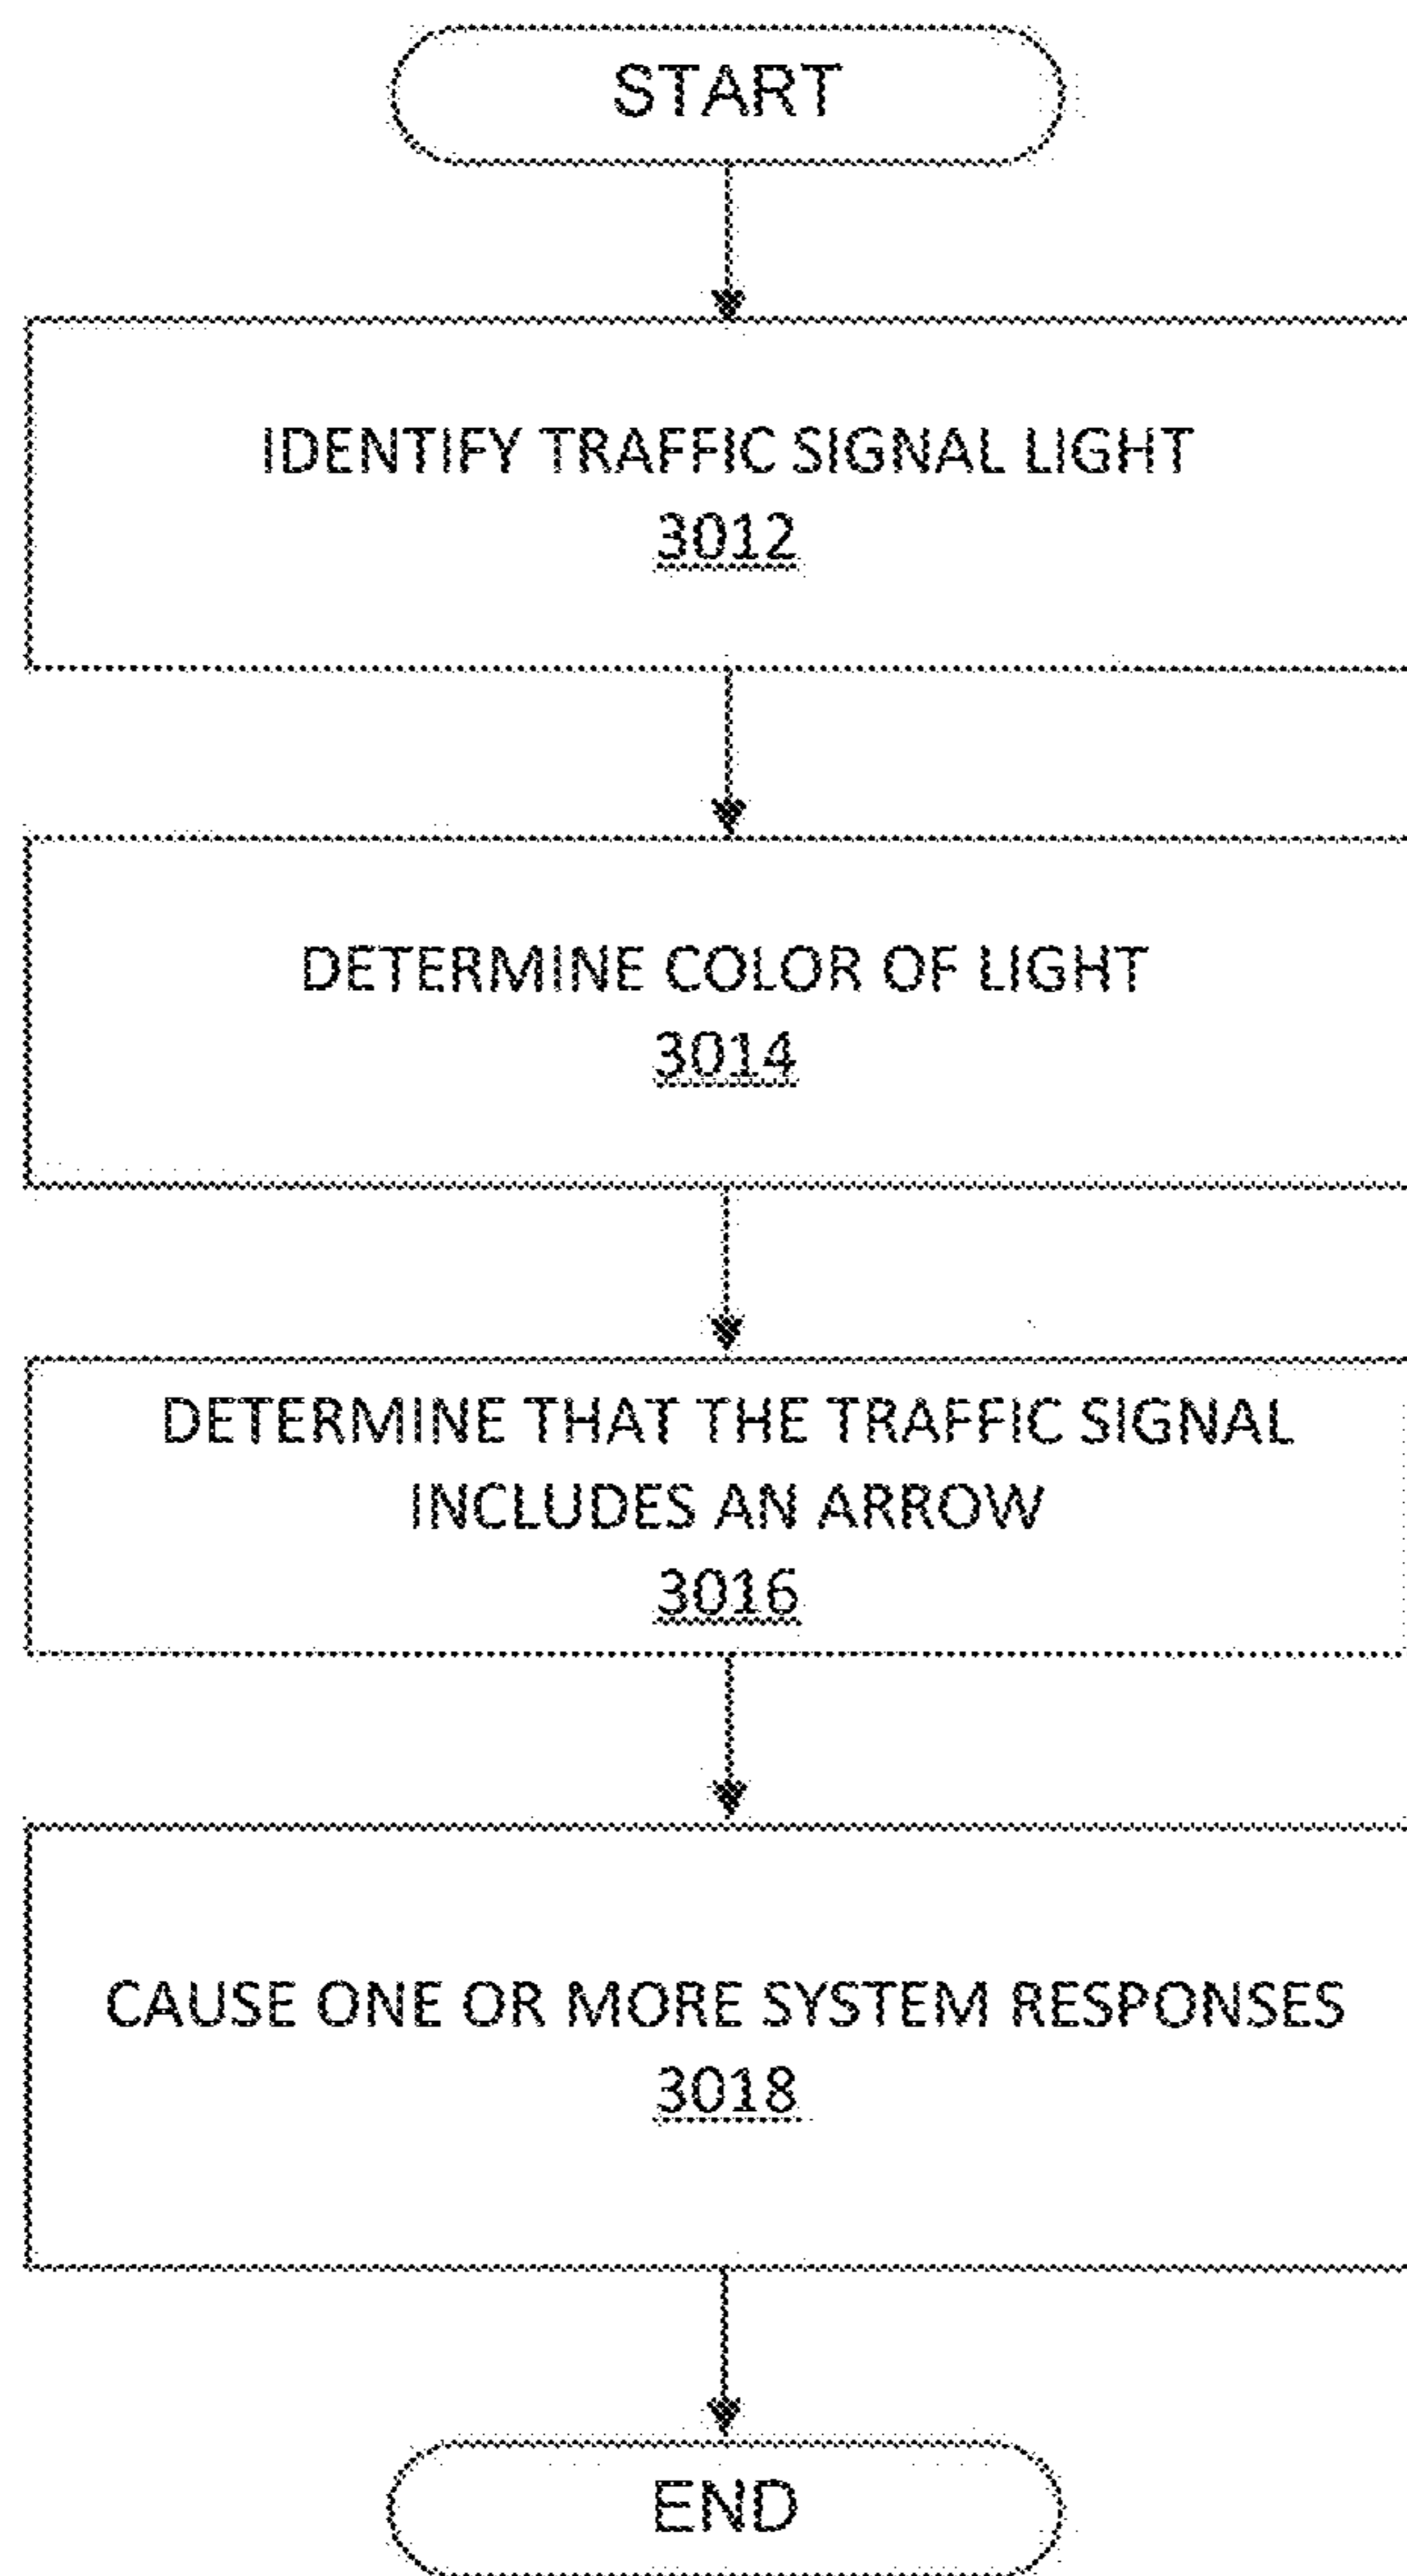 START
IDENTIFY TRAFFIC SIGNAL LIGHT
3012
DETERMINE COLOR OF LIGHT
3014
DETERMINE THAT THE TRAFFIC SIGNAL
INCLUDES AN ARROW
3016
CAUSE ONE OR MORE SYSTEM RESPONSES
3018
END